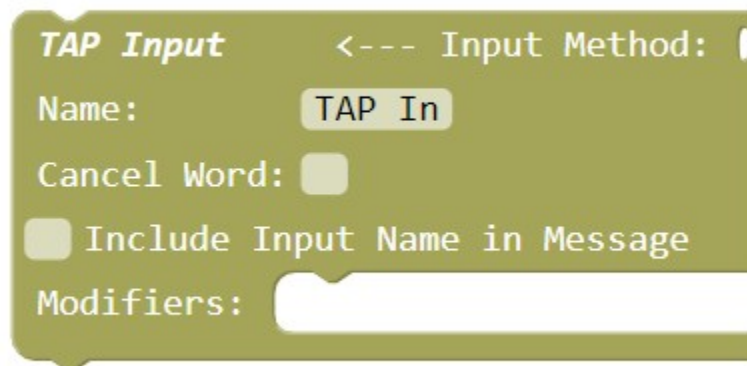 TAP Input <--- Input Method:
Name: TAP In
Cancel Word:
Include Input Name in Message
Modifiers: